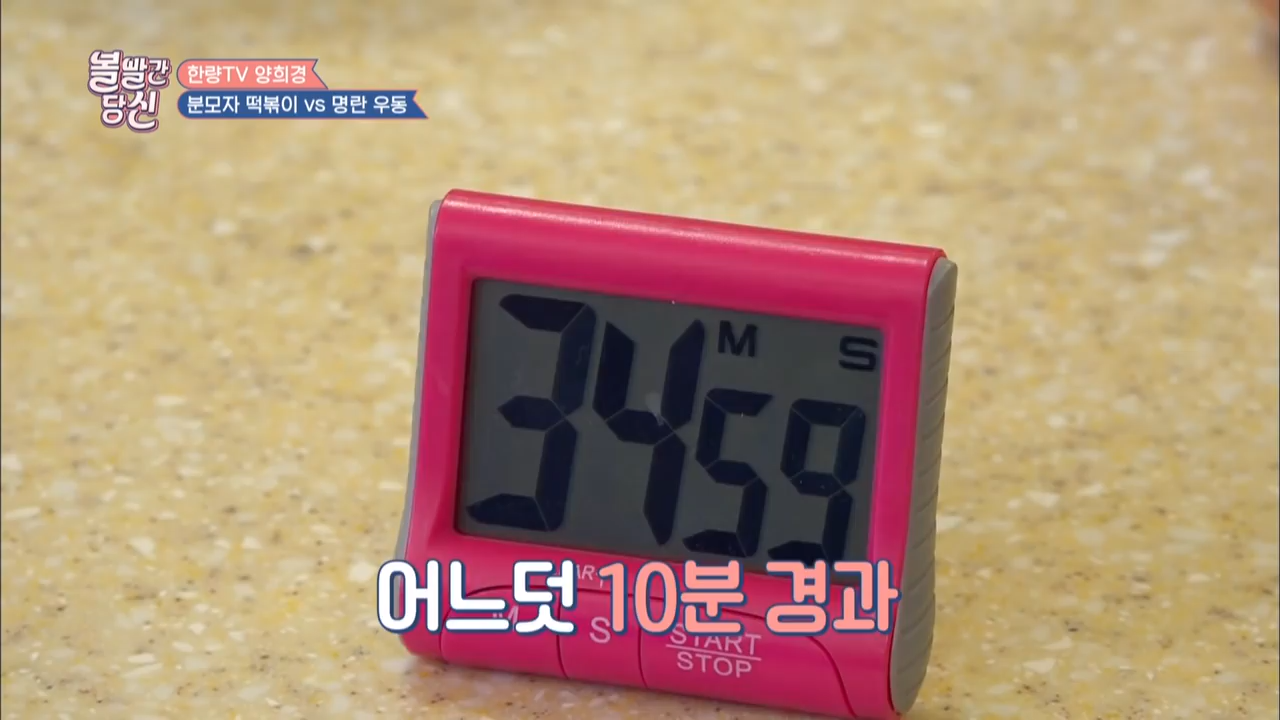 볼빨간
당신
한량TV 양희경
분모자 떡볶이 vs 명란 우동
M S
34 59
어느덧 10분 경과
M
S
START
STOP